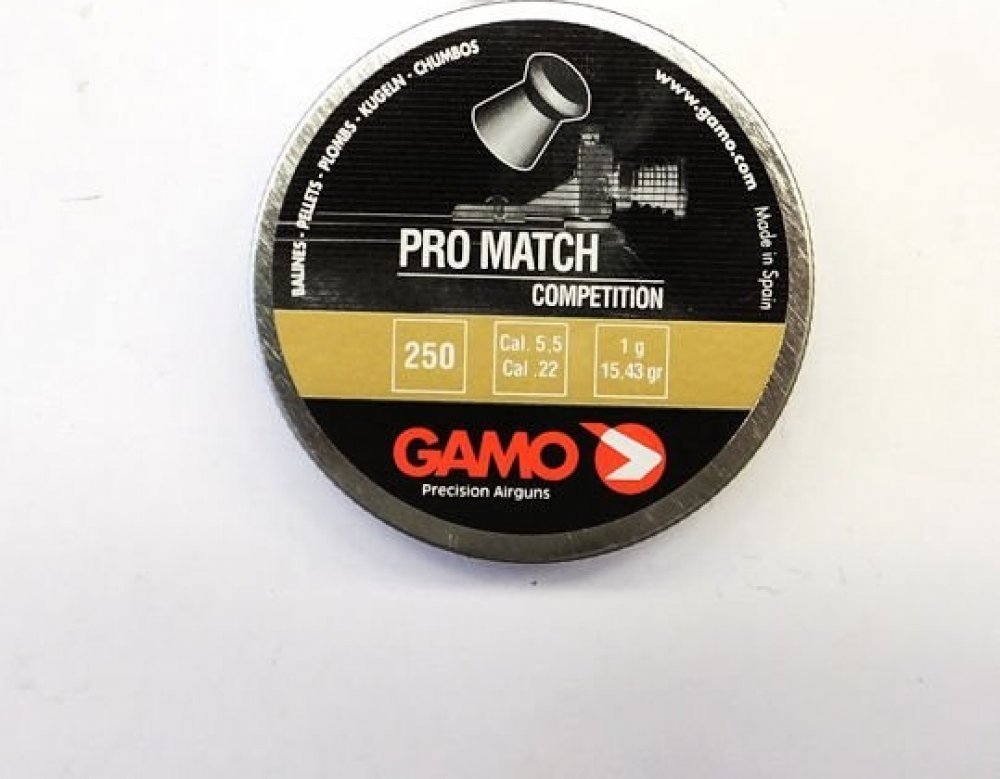 BALINES - PELLETS - PLOMBS - KUGELN - CHUMBOS
www.gamo.com
Made in Spain
PRO MATCH
COMPETITION
250
Cal. 5,5
Cal .22
1 g
15,43 gr
GAMO
Precision Airguns